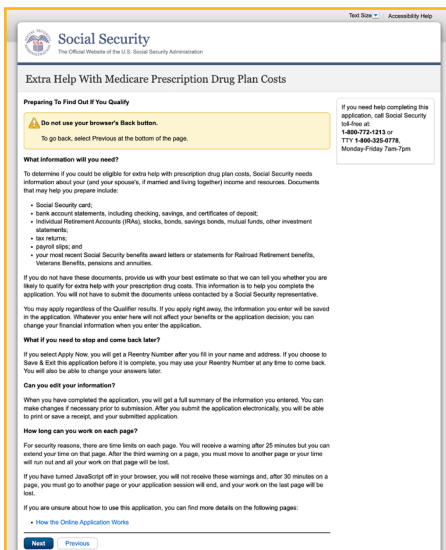 Text Size
Accessibility Help
Social Security
The Official Website of the U.S. Social Security Administration
Extra Help With Medicare Prescription Drug Plan Costs
Preparing To Find Out If You Qualify
Do not use your browser's Back button.
To go back, select Previous at the bottom of the page.
If you need help completing this
application, call Social Security
toll-free at:
1-800-772-1213 or
TTY 1-800-325-0778,
Monday-Friday 7am-7pm
What information will you need?
To determine if you could be eligible for extra help with prescription drug plan costs, Social Security needs
information about your (and your spouse's, if married and living together) income and resources. Documents
that may help you prepare include:
• Social Security card;
• bank account statements, including checking, savings, and certificates of deposit;
• Individual Retirement Accounts (IRAs), stocks, bonds, savings bonds, mutual funds, other investment
statements;
• tax returns;
• payroll slips; and
• your most recent Social Security benefits award letters or statements for Railroad Retirement benefits,
Veterans Benefits, pensions and annuities.
If you do not have these documents, provide us with your best estimate so that we can tell you whether you are
likely to qualify for extra help with your prescription drug costs. This information is to help you complete the
application. You will not have to submit the documents unless contacted by a Social Security representative.
You may apply regardless of the Qualifier results. If you apply right away, the information you enter will be saved
in the application. Whatever you enter here will not affect your benefits or the application decision; you can
change your financial information when you enter the application.
What if you need to stop and come back later?
If you select Apply Now, you will get a Reentry Number after you fill in your name and address. If you choose to
Save & Exit this application before it is complete, you may use your Reentry Number at any time to come back.
You will also be able to change your answers later.
Can you edit your information?
When you have completed the application, you will get a full summary of the information you entered. You can
make changes if necessary prior to submission. After you submit the application electronically, you will be able
to print or save a receipt, and your submitted application.
How long can you work on each page?
For security reasons, there are time limits on each page. You will receive a warning after 25 minutes but you can
extend your time on that page. After the third warning on a page, you must move to another page or your time
will run out and all your work on that page will be lost.
If you have turned JavaScript off in your browser, you will not receive these warnings and, after 30 minutes on a
page, you must go to another page or your application session will end, and your work on the last page will be
lost.
If you are unsure about how to use this application, you can find more details on the following pages:
• How the Online Application Works
Next
Previous